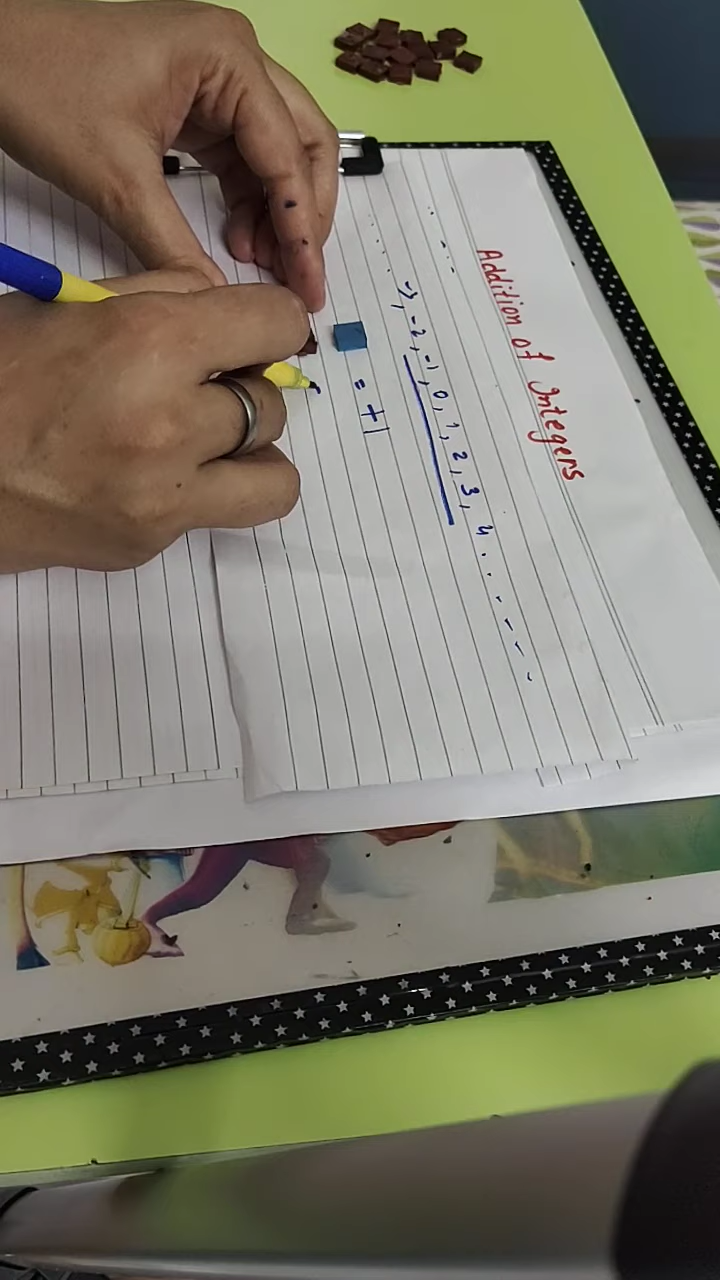 Addition of Integers
..... -3, -2, -1, 0, 1, 2, 3, 4 .......
= +1